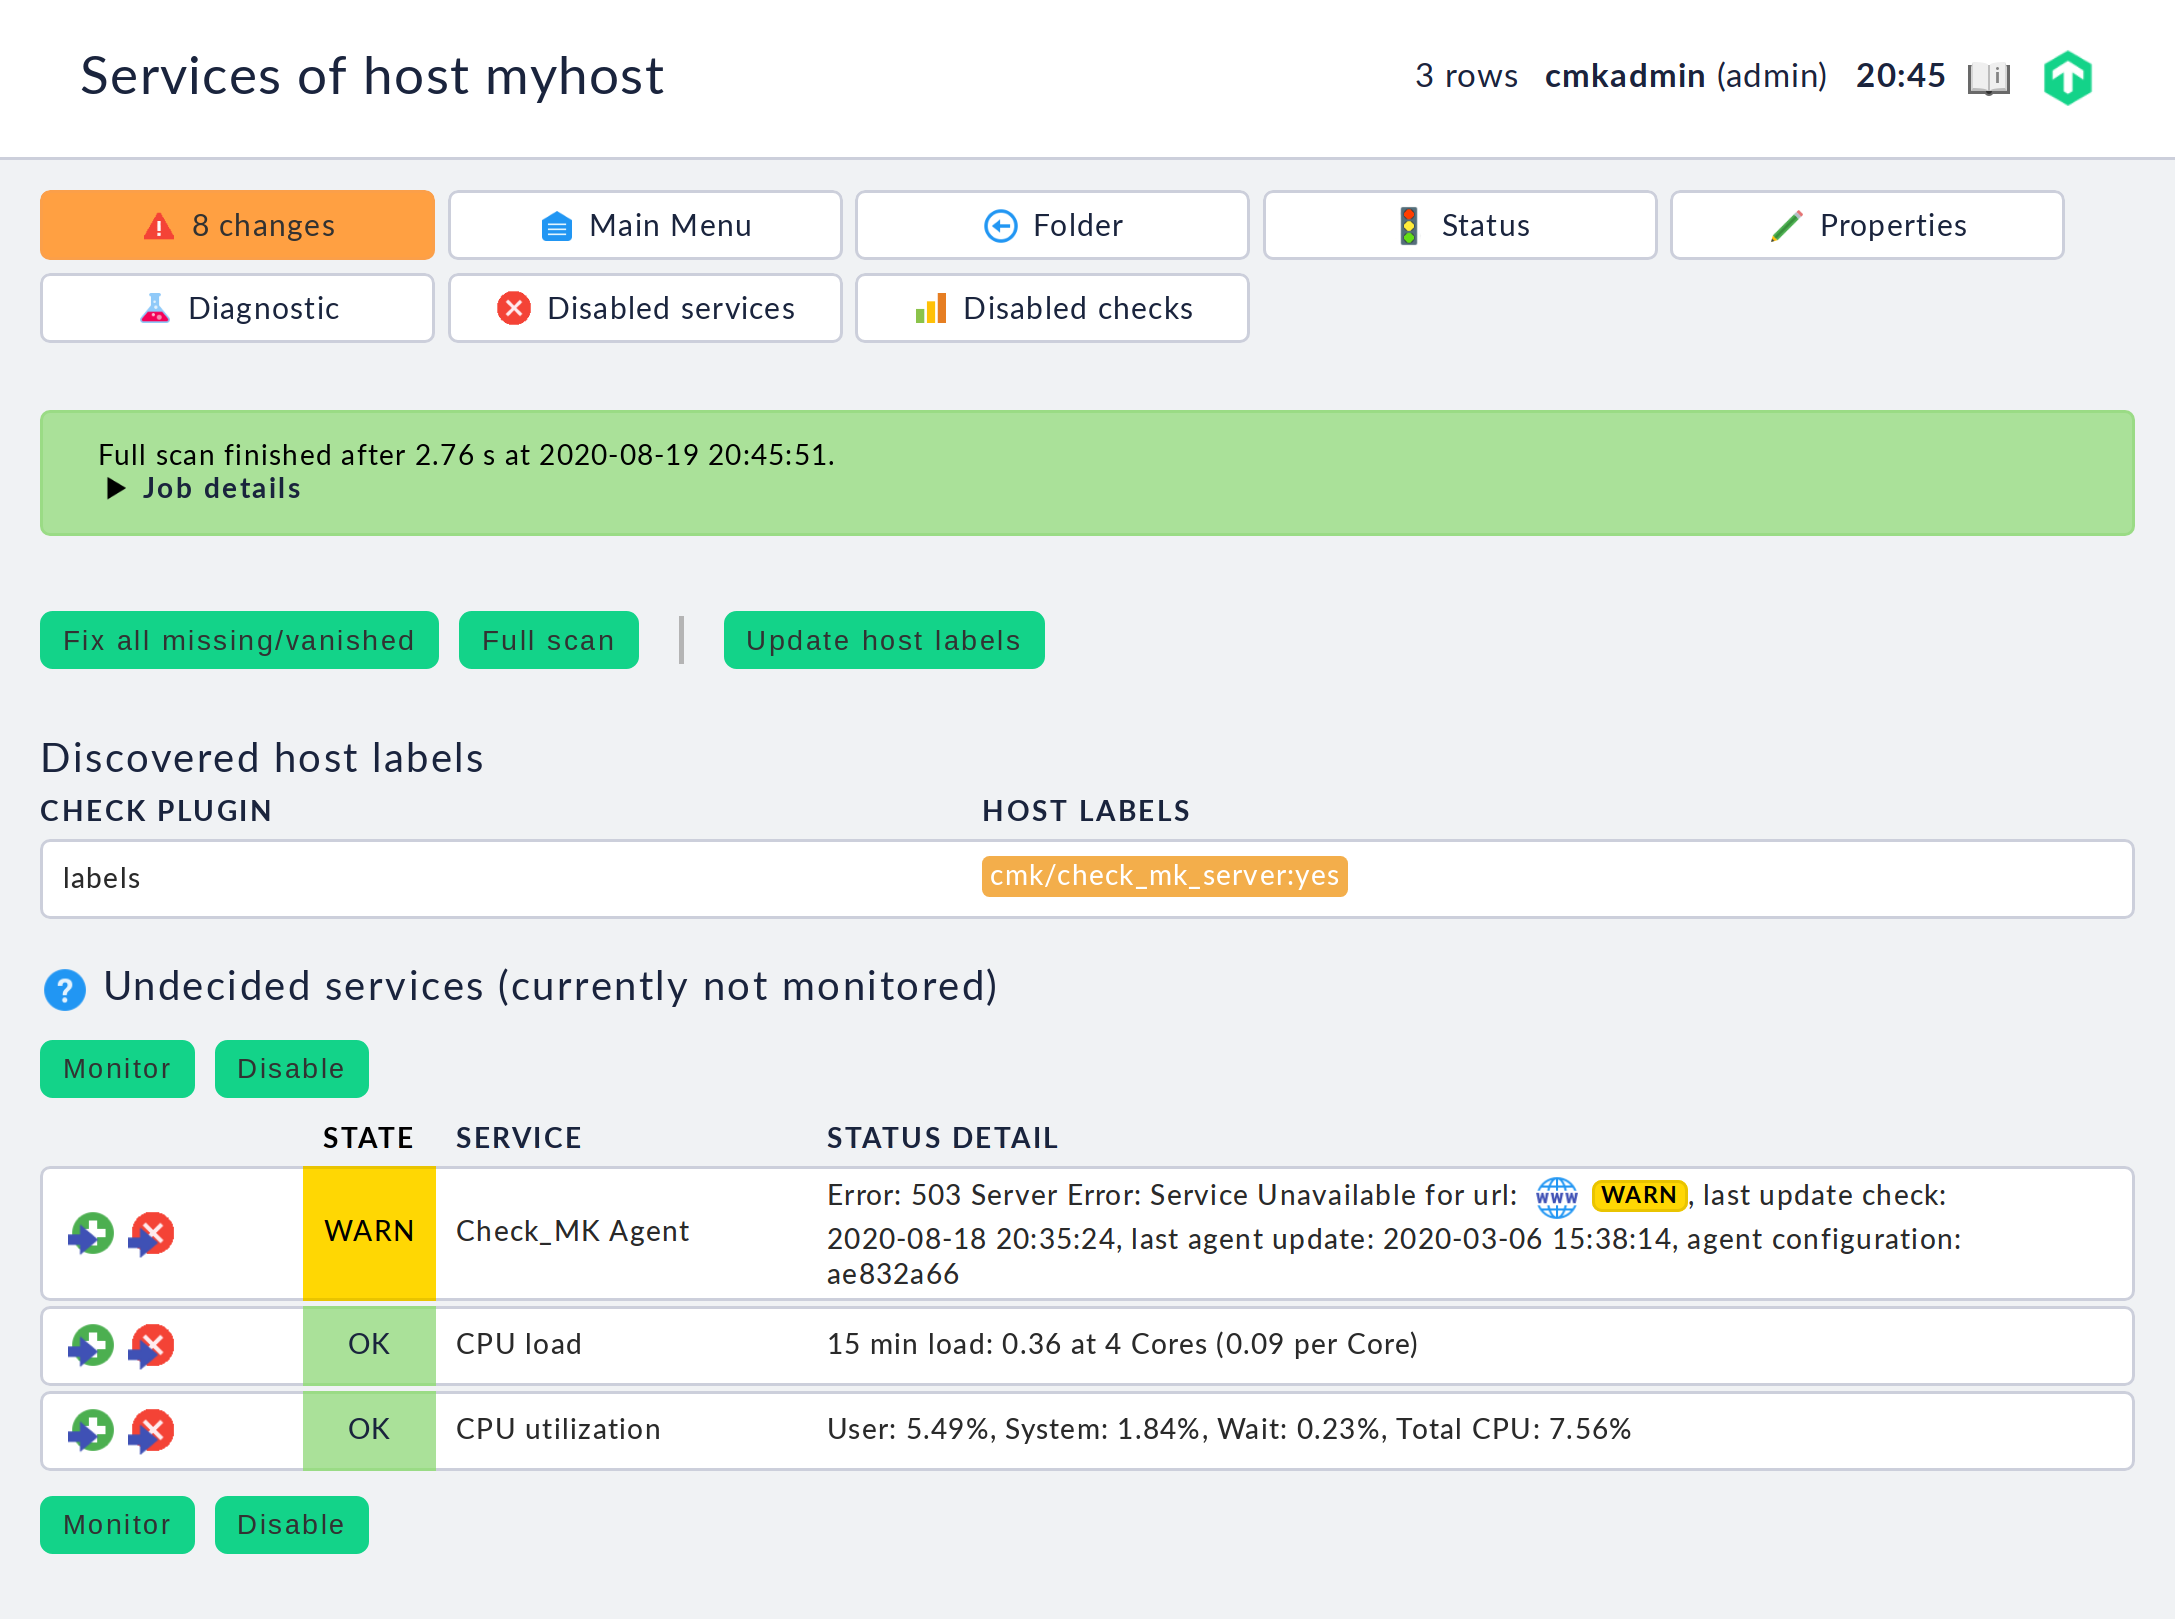 Services of host myhost
3 rows cmkadmin (admin) 20:45
8 changes
Main Menu
Folder
Status
Properties
Diagnostic
Disabled services
Disabled checks
Full scan finished after 2.76 s at 2020-08-19 20:45:51.
Job details
Fix all missing/vanished
Full scan
Update host labels
Discovered host labels
CHECK PLUGIN HOST LABELS
labels cmk/check_mk_server:yes
Undecided services (currently not monitored)
Monitor
Disable
STATE SERVICE STATUS DETAIL
WARN Check_MK Agent Error: 503 Server Error: Service Unavailable for url: www WARN, last update check:
2020-08-18 20:35:24, last agent update: 2020-03-06 15:38:14, agent configuration:
ae832a66
OK CPU load 15 min load: 0.36 at 4 Cores (0.09 per Core)
OK CPU utilization User: 5.49%, System: 1.84%, Wait: 0.23%, Total CPU: 7.56%
Monitor
Disable